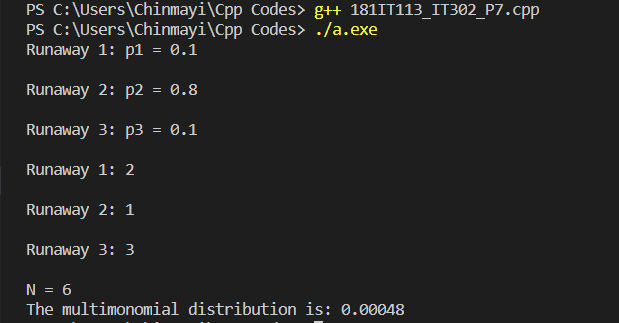 PS C:\Users\Chinmayi\Cpp Codes> g++ 181IT113_IT302_P7.cpp
PS C:\Users\Chinmayi\Cpp Codes> ./a.exe
Runaway 1: p1 = 0.1
Runaway 2: p2 = 0.8
Runaway 3: p3 = 0.1
Runaway 1: 2
Runaway 2: 1
Runaway 3: 3
N = 6
The multimonomial distribution is: 0.00048